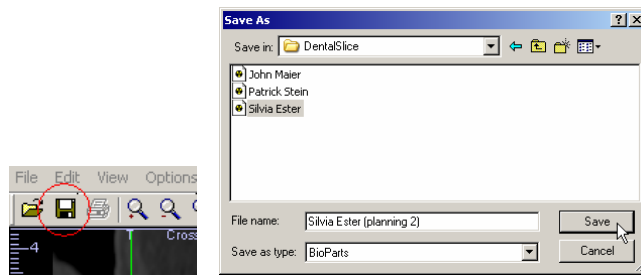 File Edit View Options
-4
T Cross
Save As
Save in: DentalSlice
John Maier
Patrick Stein
Silvia Ester
File name: Silvia Ester (planning 2) Save
Save as type: BioParts Cancel